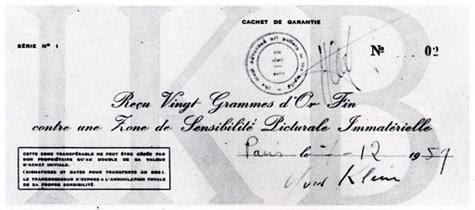 IKB
CACHET DE GARANTIE
SÉRIE Nº 1
Nº 02
Reçu Vingt Grammes d'Or Fin
contre une Zone de Sensibilité Picturale Immatérielle
Paris le - 12 1959
CETTE ZONE TRANSFÉRABLE NE PEUT ÊTRE CÉDÉE PAR
SON PROPRIÉTAIRE QU'AU DOUBLE DE SA VALEUR
D'ACHAT INITIALE.
(SIGNATURES ET DATES POUR TRANSFERTS AU DOS).
LE TRANSGRESSEUR S'EXPOSE A L'ANNIHILATION TOTALE
DE SA PROPRE SENSIBILITÉ.
Yves Klein